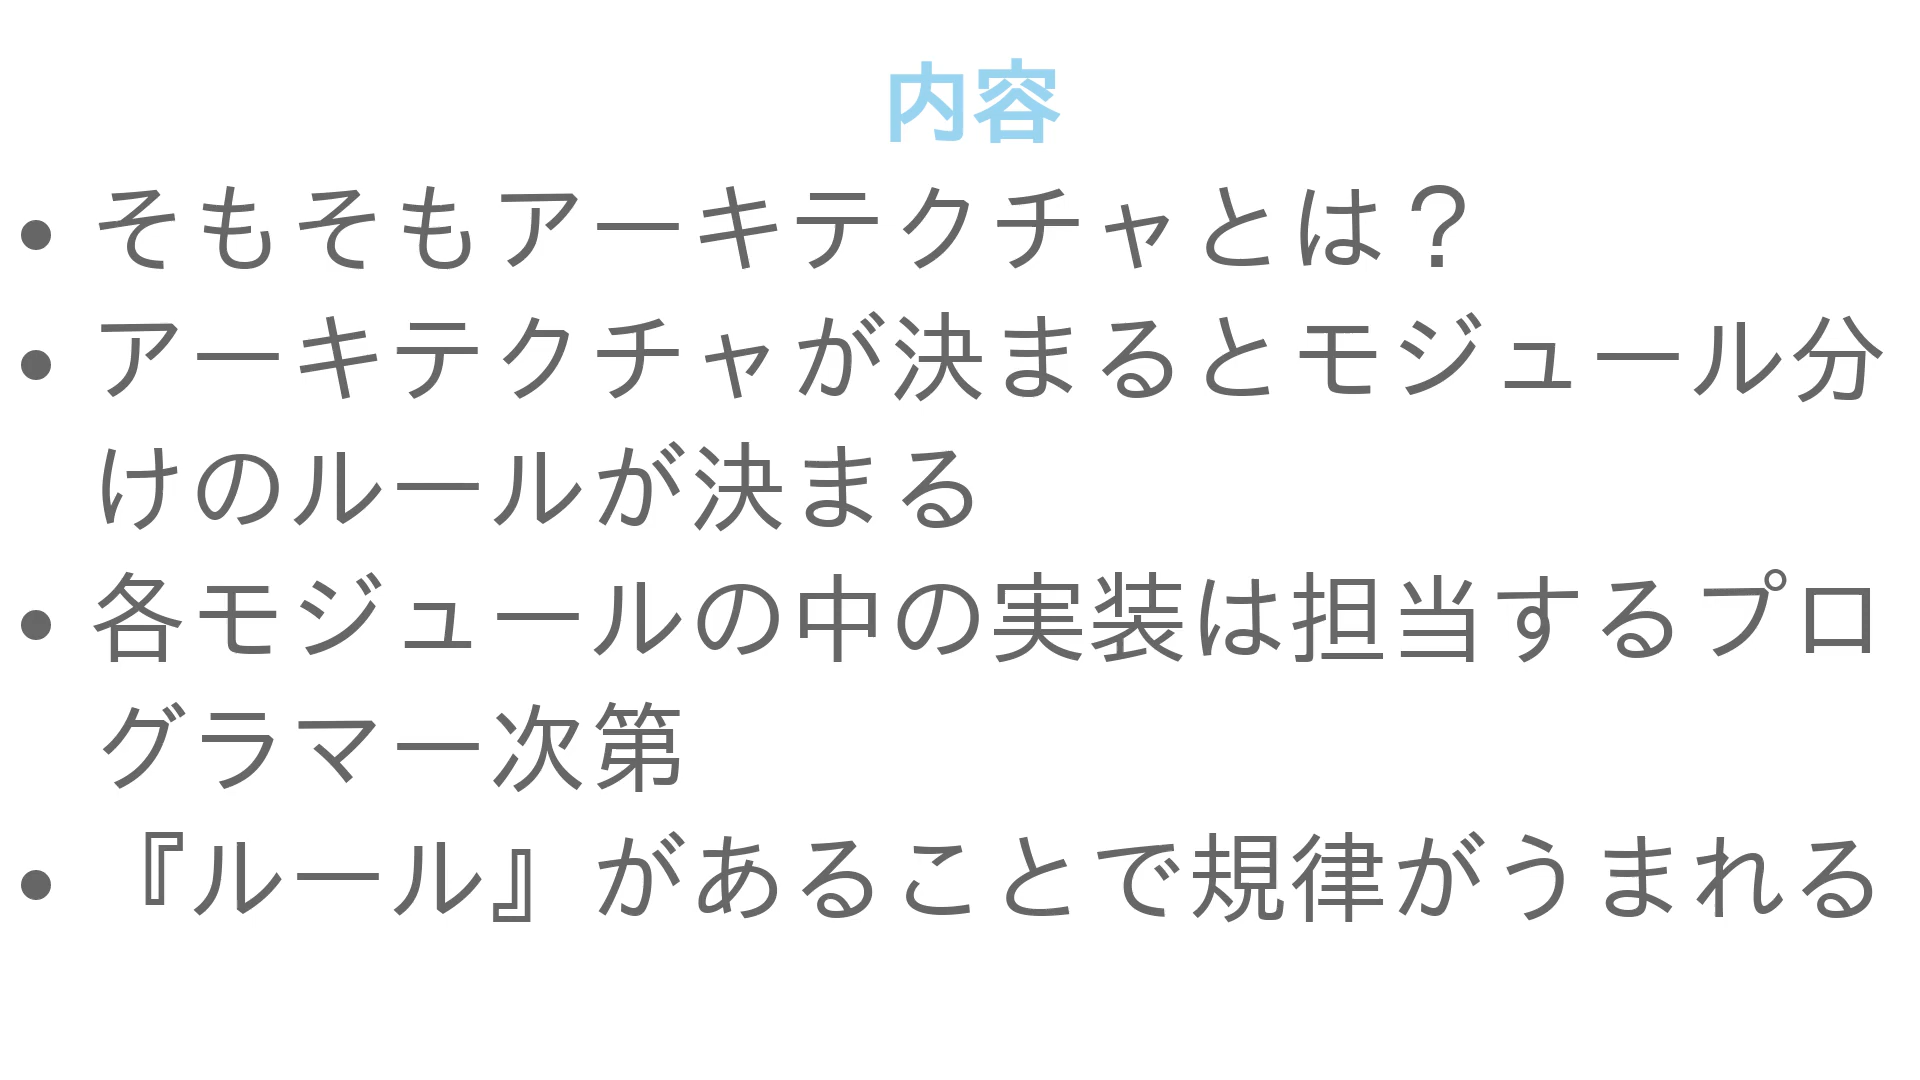 内容
• そもそもアーキテクチャとは？
• アーキテクチャが決まるとモジュール分
けのルールが決まる
• 各モジュールの中の実装は担当するプロ
グラマー次第
• 『ルール』があることで規律がうまれる